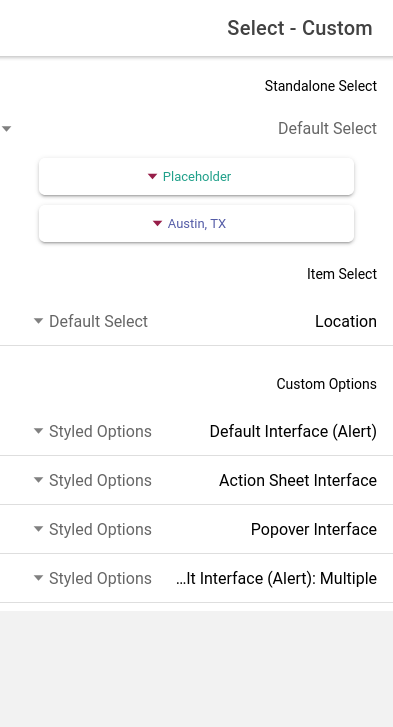 Select - Custom
Standalone Select
Default Select
Placeholder
Austin, TX
Item Select
Location
Default Select
Custom Options
Default Interface (Alert)
Styled Options
Action Sheet Interface
Styled Options
Popover Interface
Styled Options
...lt Interface (Alert): Multiple
Styled Options